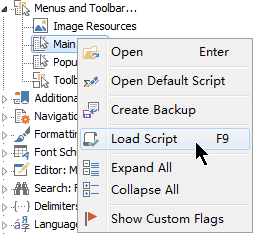 Menus and Toolbar...
Image Resources
Main
Popu
Toolb
Additiona
Navigatio
Formattin
Font Sche
Editor: M
Search: F
Delimiters
Language
Open Enter
Open Default Script
Create Backup
Load Script F9
Expand All
Collapse All
Show Custom Flags